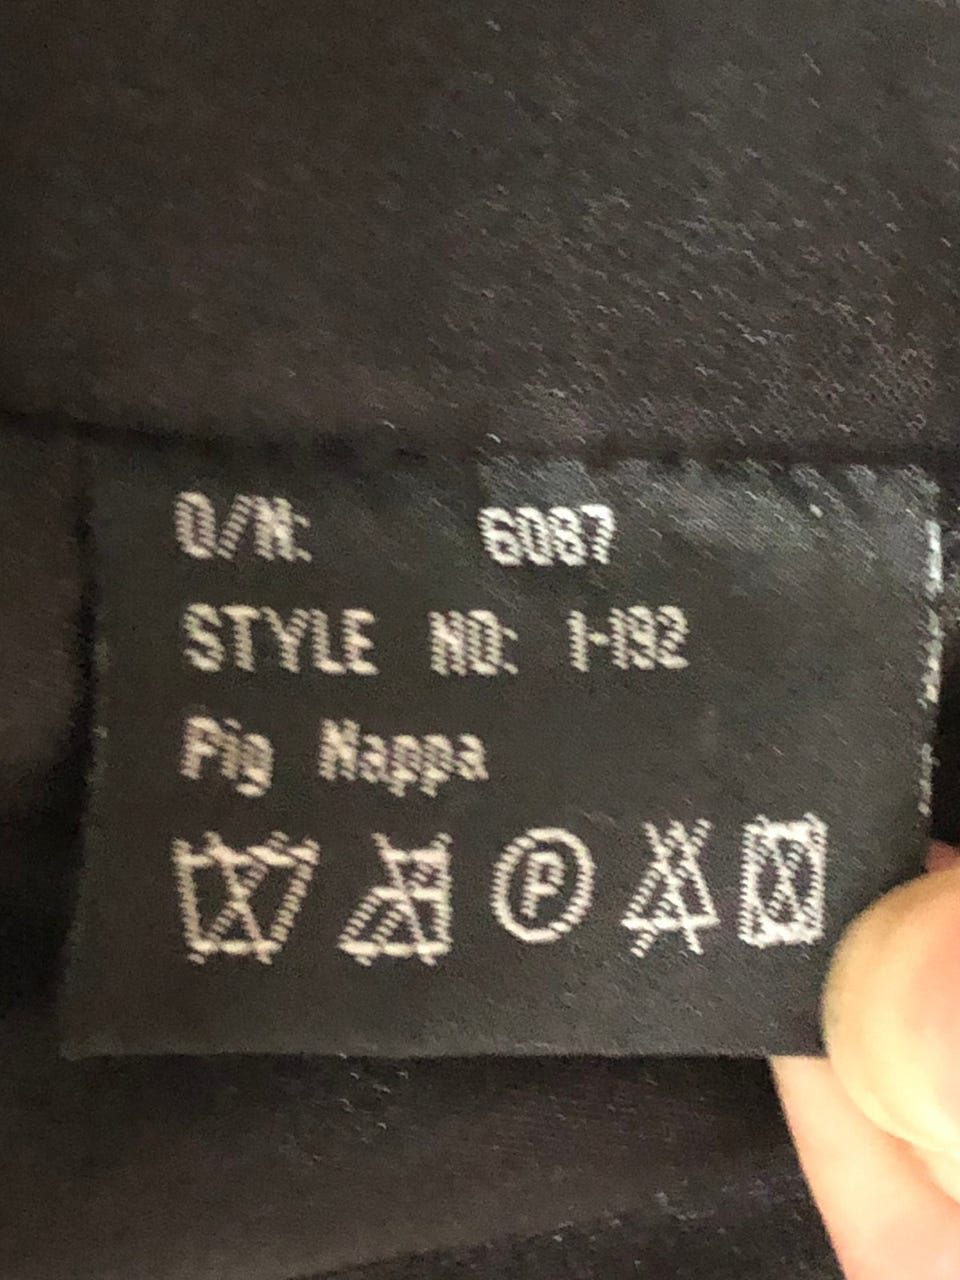 O/N: 6087
STYLE NO: 1-192
Pig Nappa
P